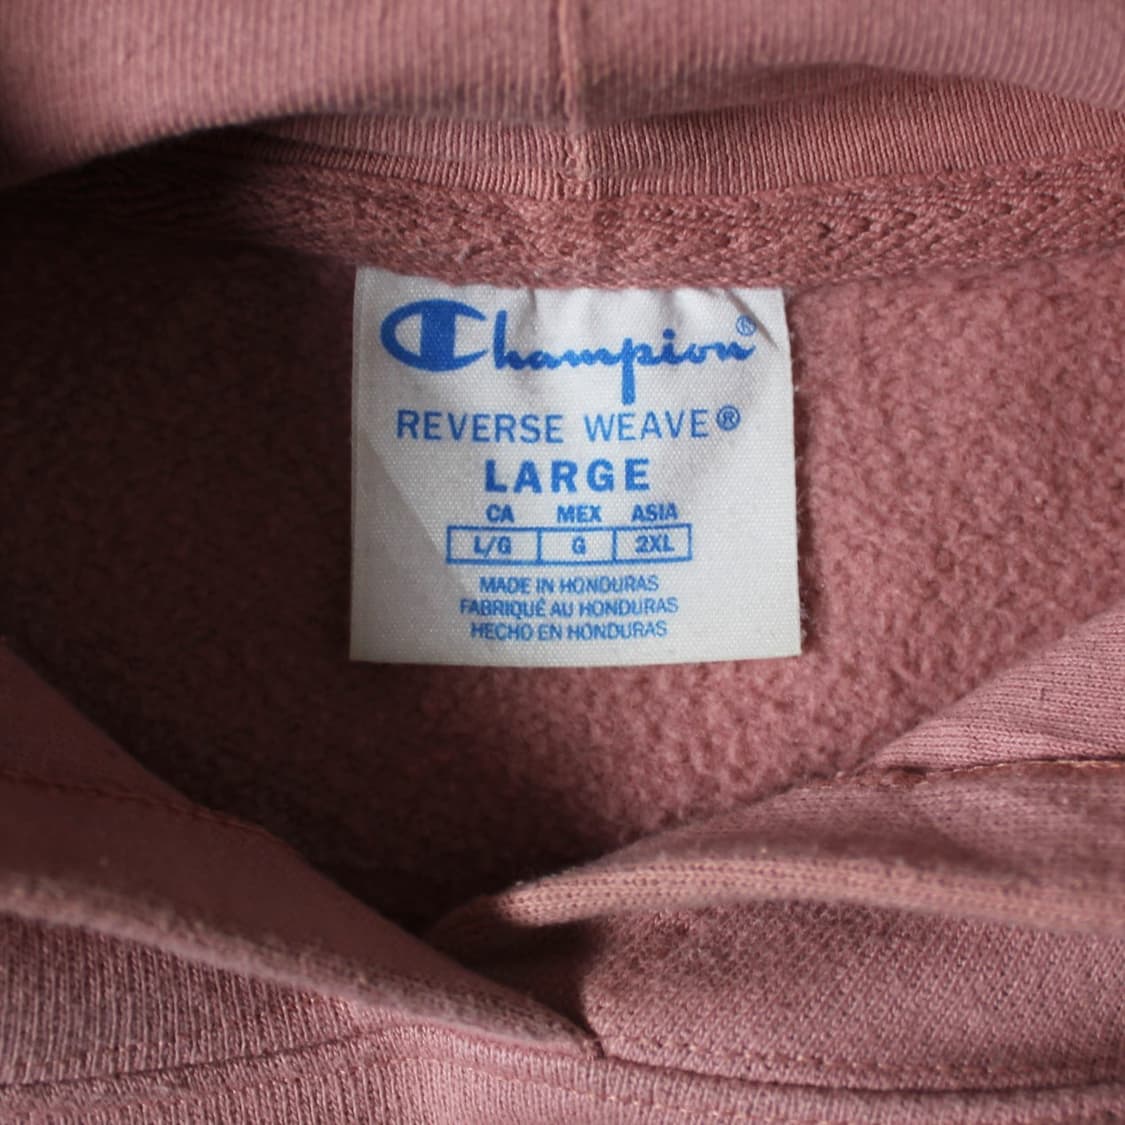 Champion®
REVERSE WEAVE®
LARGE
CA MEX ASIA
L/G G 2XL
MADE IN HONDURAS
FABRIQUÉ AU HONDURAS
HECHO EN HONDURAS